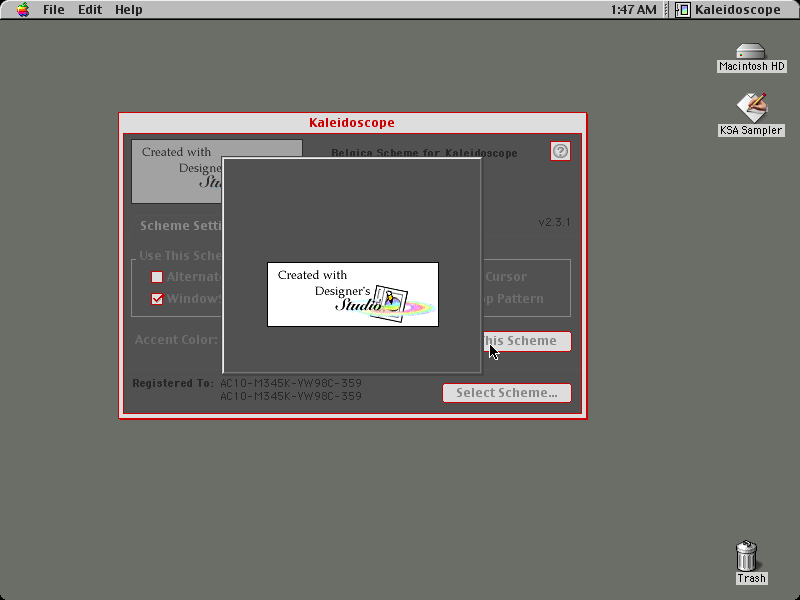 File Edit Help 1:47 AM Kaleidoscope
Macintosh HD
KSA Sampler
Kaleidoscope
Created with
Designe
Stu
Belgica Scheme for Kaleidoscope
Scheme Setti
v2.3.1
Use This Sche
Alternat
Cursor
WindowS
op Pattern
Created with
Designer's
Studio
Accent Color:
his Scheme
Registered To: AC10-M345K-YW98C-359
AC10-M345K-YW98C-359
Select Scheme...
Trash